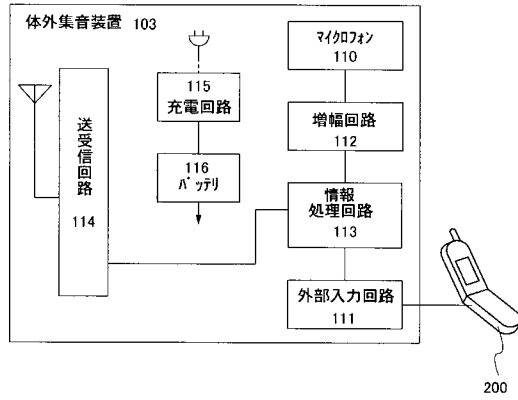 体外集音装置 103
ﾏｲｸﾛﾌｫﾝ
110
115
充電回路
増幅回路
112
送受信回路
114
116
ﾊﾞｯﾃﾘ
情報
処理回路
113
外部入力回路
111
200